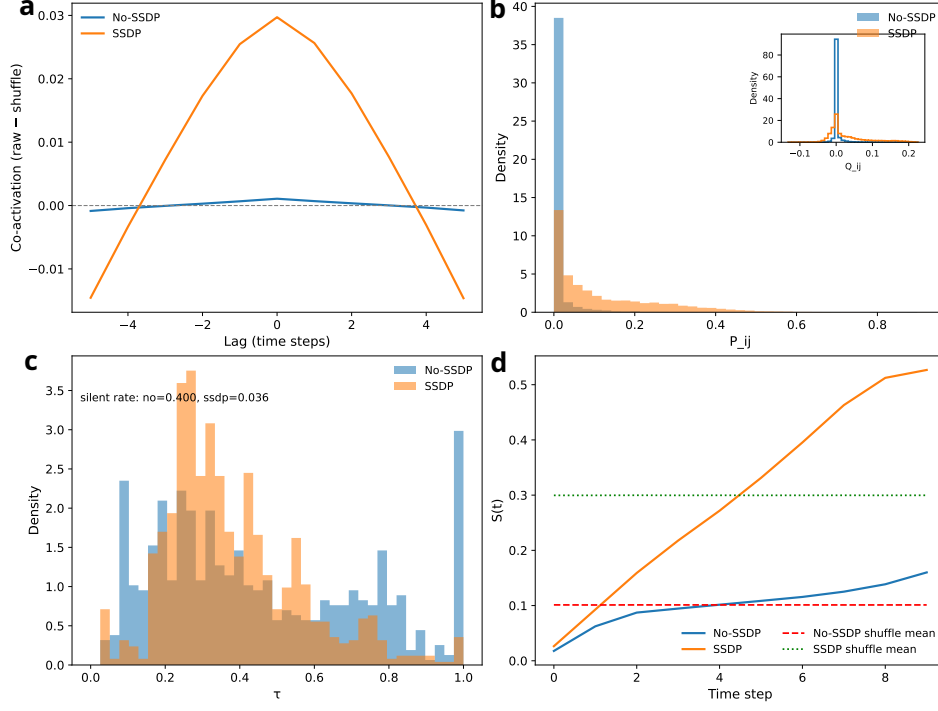 a
No-SSDP
SSDP
0.03
0.02
0.01
0.00
−0.01
Co-activation (raw − shuffle)
−4
−2
0
2
4
Lag (time steps)
b
No-SSDP
SSDP
40
35
30
25
20
15
10
5
0
Density
0.0
0.2
0.4
0.6
0.8
P_ij
80
60
40
20
0
Density
−0.1
0.0
0.1
0.2
Q_ij
c
No-SSDP
SSDP
silent rate: no=0.400, ssdp=0.036
3.5
3.0
2.5
2.0
1.5
1.0
0.5
0.0
Density
0.0
0.2
0.4
0.6
0.8
1.0
τ
d
0.5
0.4
0.3
0.2
0.1
0.0
S(t)
No-SSDP
SSDP
No-SSDP shuffle mean
SSDP shuffle mean
0
2
4
6
8
Time step